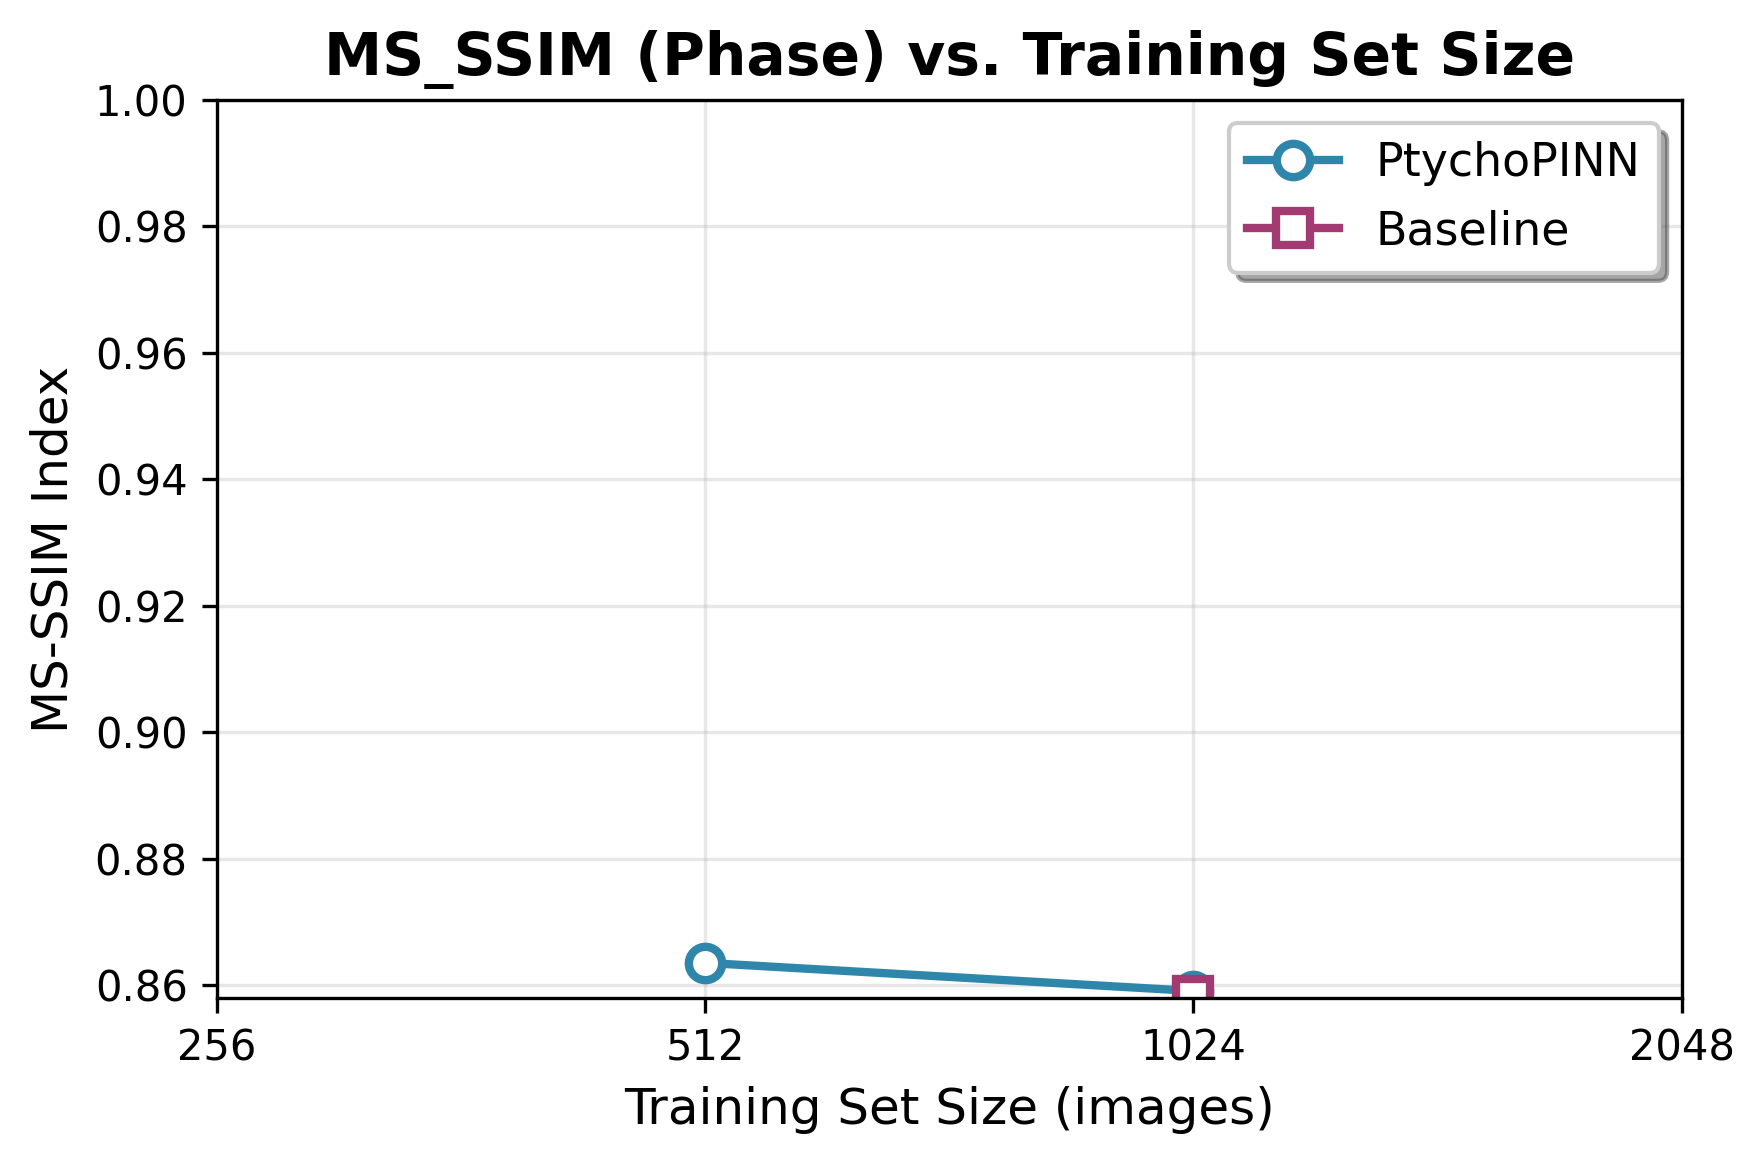 MS_SSIM (Phase) vs. Training Set Size
1.00
0.98
0.96
0.94
0.92
0.90
0.88
0.86
MS-SSIM Index
PtychoPINN
Baseline
256 512 1024 2048
Training Set Size (images)